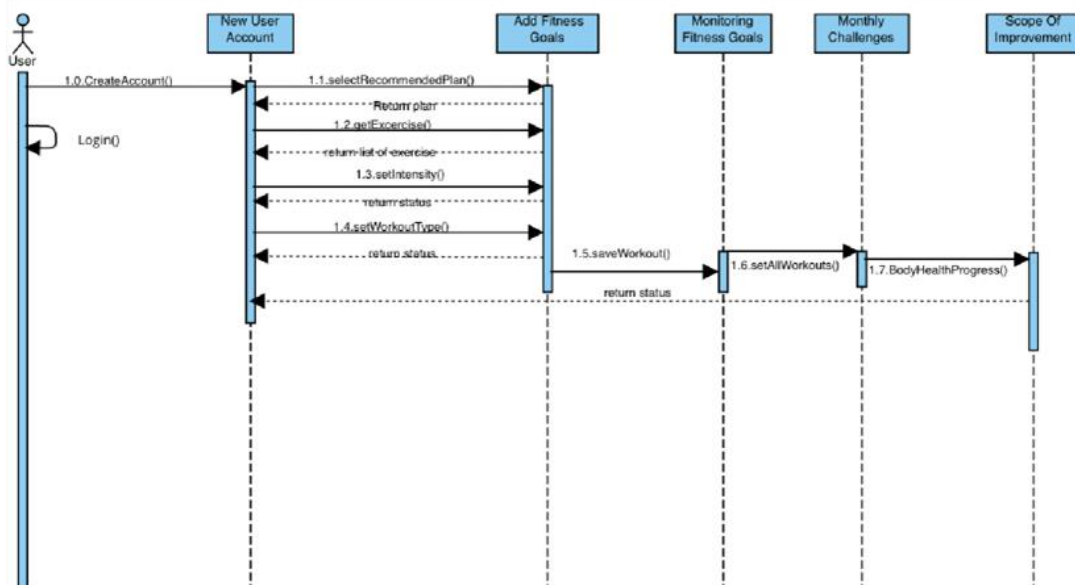 User
New User
Account
Add Fitness
Goals
Monitoring
Fitness Goals
Monthly
Challenges
Scope Of
Improvement
1.0.CreateAccount()
1.1.selectRecommendedPlan()
Return plan
1.2.getExcercise()
Login()
return list of exercise
1.3.setIntensity()
return status
1.4.setWorkoutType()
return status
1.5.saveWorkout()
1.6.setAllWorkouts()
1.7.BodyHealthProgress()
return status